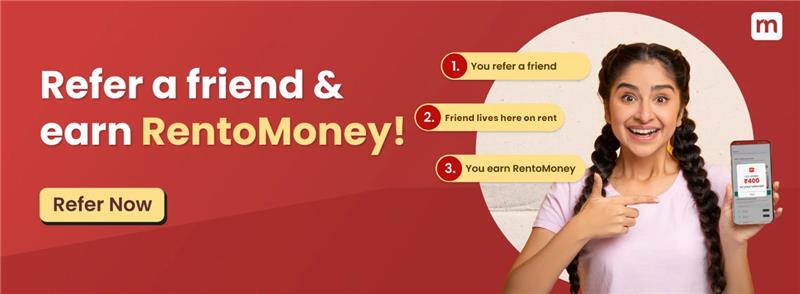 Refer a friend &
earn RentoMoney!
Refer Now
1. You refer a friend
2. Friend lives here on rent
3. You earn RentoMoney
m
₹400